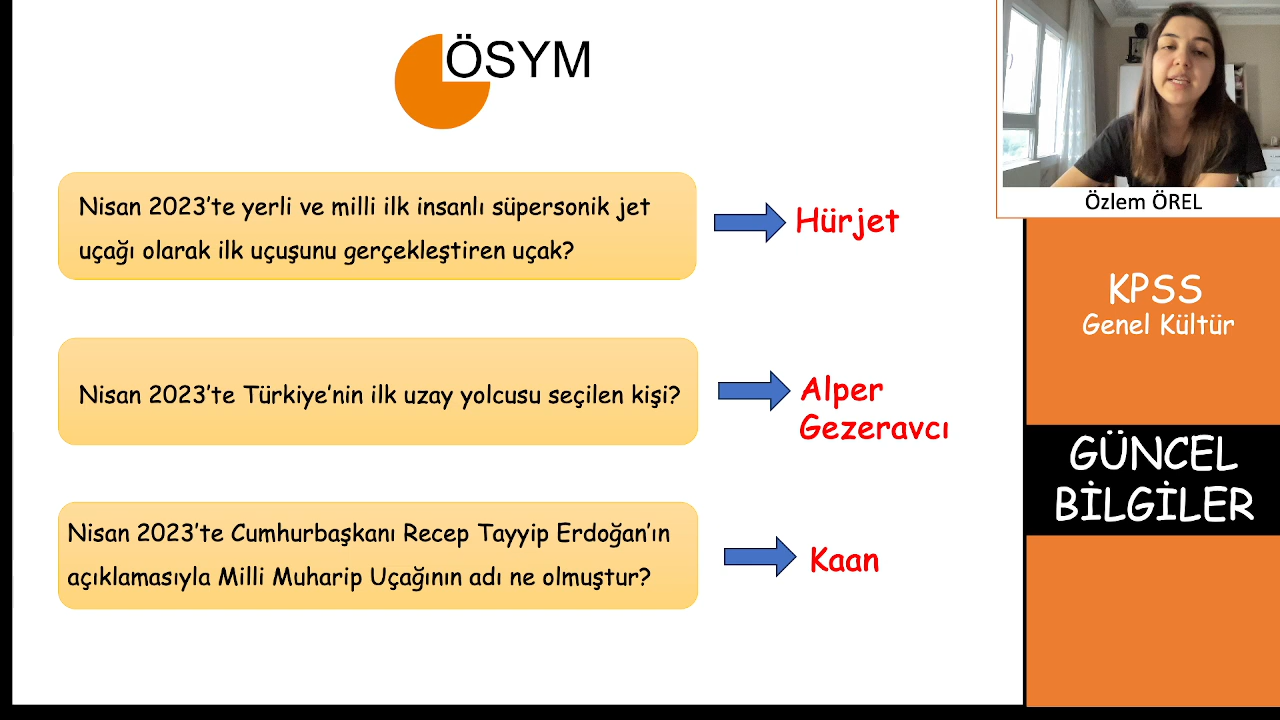 ÖSYM
Nisan 2023’te yerli ve milli ilk insanlı süpersonik jet
uçağı olarak ilk uçuşunu gerçekleştiren uçak?
Hürjet
Nisan 2023’te Türkiye’nin ilk uzay yolcusu seçilen kişi?
Alper
Gezeravcı
Nisan 2023’te Cumhurbaşkanı Recep Tayyip Erdoğan’ın
açıklamasıyla Milli Muharip Uçağının adı ne olmuştur?
Kaan
Özlem ÖREL
KPSS
Genel Kültür
GÜNCEL
BİLGİLER